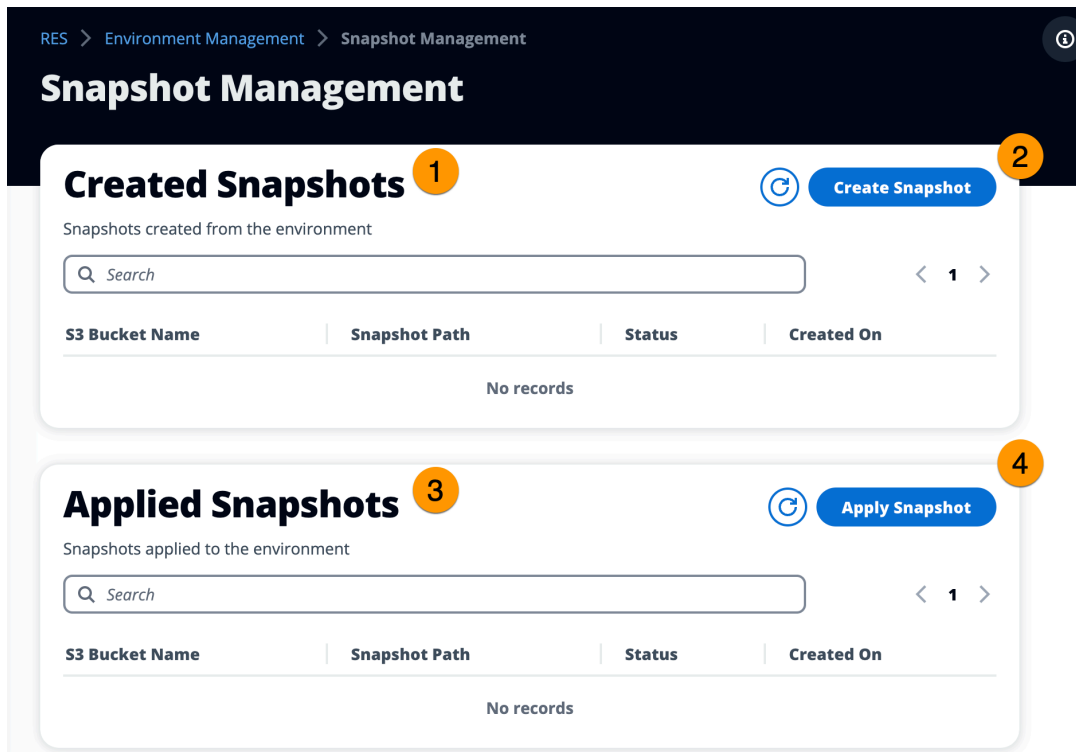 RES > Environment Management > Snapshot Management
Snapshot Management
Created Snapshots 1
2
Create Snapshot
Snapshots created from the environment
Search
< 1 >
S3 Bucket Name Snapshot Path Status Created On
No records
Applied Snapshots 3
4
Apply Snapshot
Snapshots applied to the environment
Search
< 1 >
S3 Bucket Name Snapshot Path Status Created On
No records